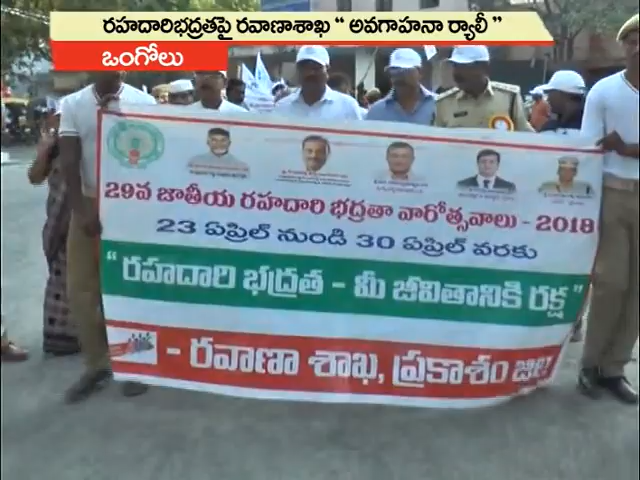 రహదారిభద్రతపై రవాణాశాఖ “ అవగాహనా ర్యాలీ ”
ఒంగోలు
29వ జాతీయ రహదారి భద్రతా వారోత్సవాలు - 2018
23 ఏప్రిల్ నుండి 30 ఏప్రిల్ వరకు
“రహదారి భద్రత - మీ జీవితానికి రక్ష”
- రవాణా శాఖ, ప్రకాశం జిల్లా